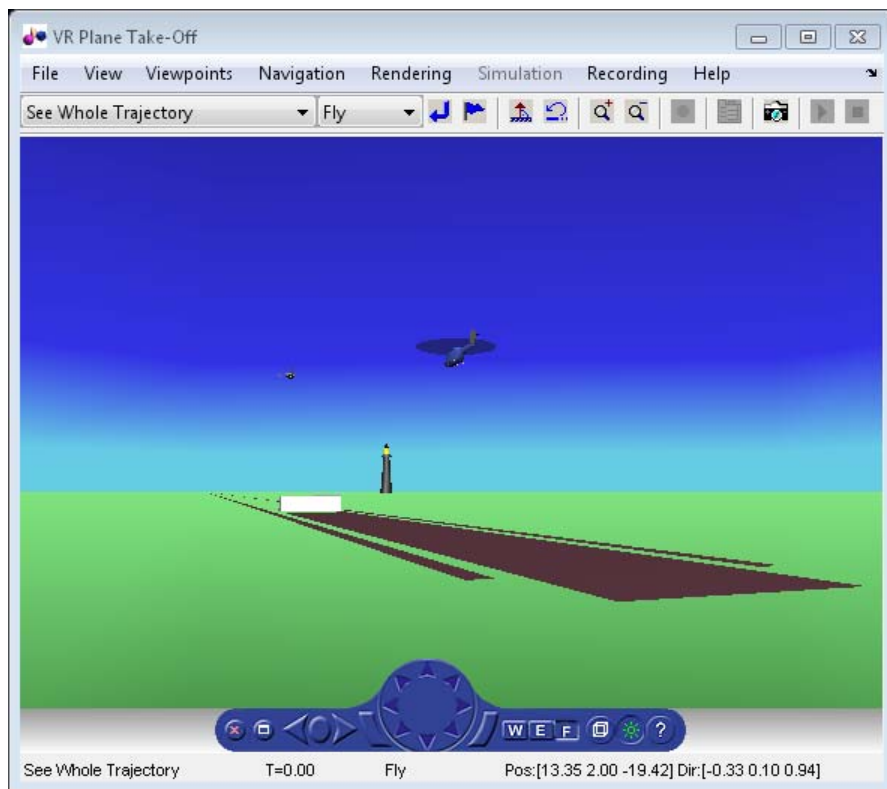 VR Plane Take-Off
File View Viewpoints Navigation Rendering Simulation Recording Help
See Whole Trajectory Fly
W E F ?
See Whole Trajectory T=0.00 Fly Pos:[13.35 2.00 -19.42] Dir:[-0.33 0.10 0.94]